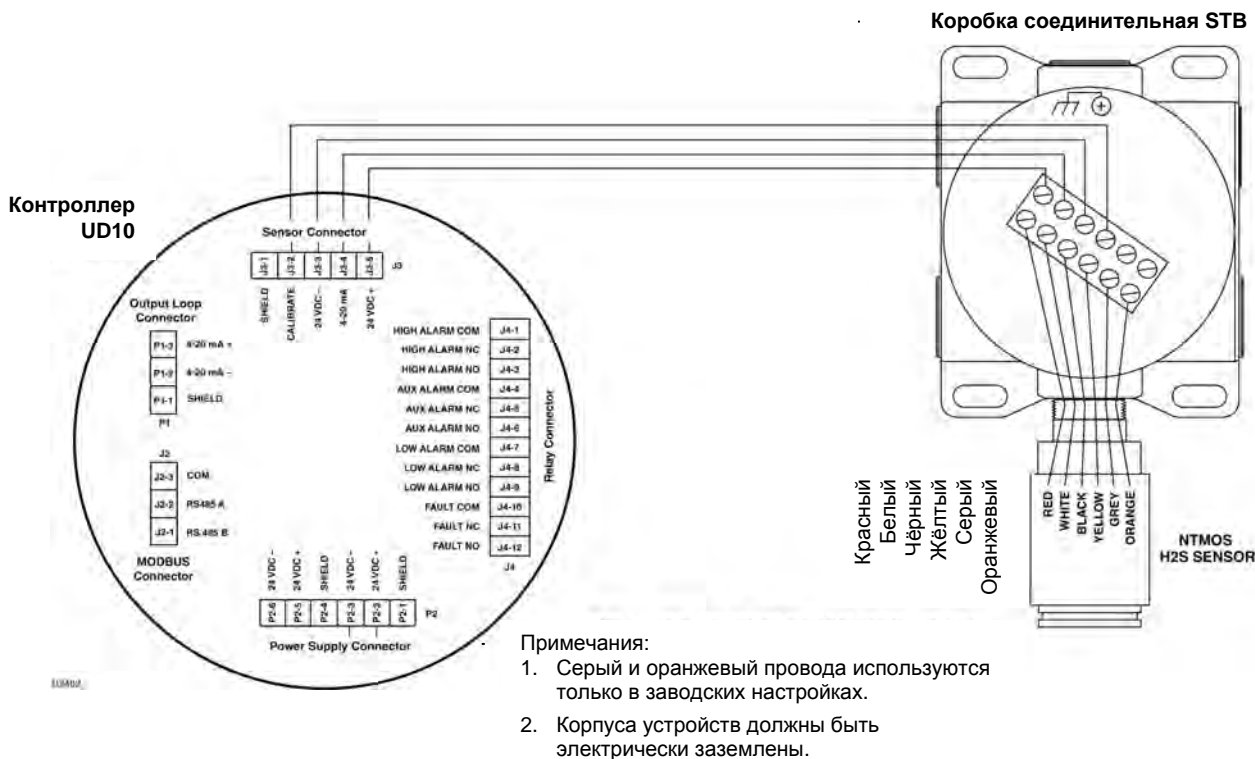 Коробка соединительная STB
Контроллер
UD10
Sensor Connector
J3-1
J3-2
J3-3
J3-4
J3-5
J3
SHIELD
CALIBRATE
24 VDC –
4-20 mA
24 VDC +
Output Loop
Connector
P1-3 4-20 mA +
P1-2 4-20 mA –
P1-1 SHIELD
P1
J2
J2-3 COM
J2-2 RS485 A
J2-1 RS485 B
MODBUS
Connector
HIGH ALARM COM J4-1
HIGH ALARM NC J4-2
HIGH ALARM NO J4-3
AUX ALARM COM J4-4
AUX ALARM NC J4-5
AUX ALARM NO J4-6
LOW ALARM COM J4-7
LOW ALARM NC J4-8
LOW ALARM NO J4-9
FAULT COM J4-10
FAULT NC J4-11
FAULT NO J4-12
J4
Relay Connector
24 VDC –
24 VDC +
SHIELD
24 VDC –
24 VDC +
SHIELD
P2-6
P2-5
P2-4
P2-3
P2-2
P2-1
P2
Power Supply Connector
Красный
Белый
Чёрный
Жёлтый
Серый
Оранжевый
RED
WHITE
BLACK
YELLOW
GREY
ORANGE
NTMOS
H2S SENSOR
Примечания:
1. Серый и оранжевый провода используются
только в заводских настройках.
2. Корпуса устройств должны быть
электрически заземлены.